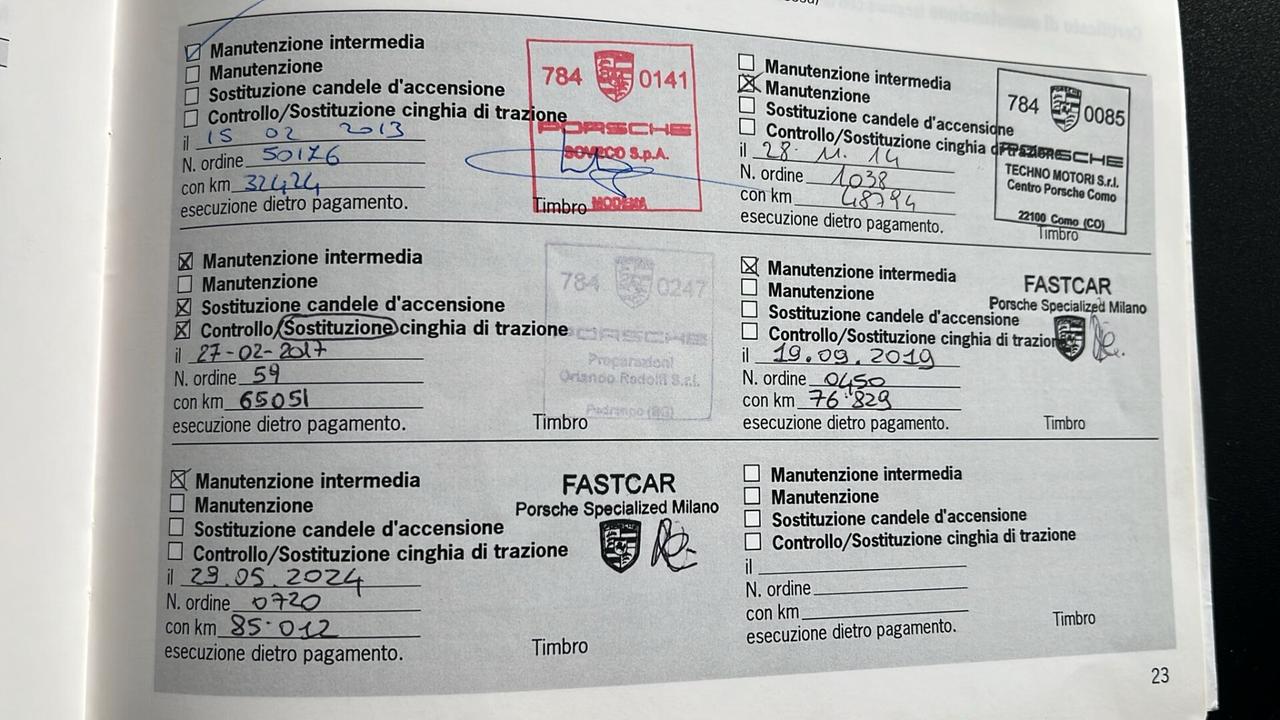 Manutenzione intermedia
Manutenzione
Sostituzione candele d'accensione
Controllo/Sostituzione cinghia di trazione
il 15 02 2013
N. ordine 50176
con km 32424
esecuzione dietro pagamento.
784 0141
PORSCHE
SOVECO S.p.A.
MODENA
Timbro
Manutenzione intermedia
Manutenzione
Sostituzione candele d'accensione
Controllo/Sostituzione cinghia di trazione
il 28. 11. 14
N. ordine 1038
con km 48794
esecuzione dietro pagamento.
784 0085
PORSCHE
TECHNO MOTORI S.r.l.
Centro Porsche Como
22100 Como (CO)
Timbro
Manutenzione intermedia
Manutenzione
Sostituzione candele d'accensione
Controllo/Sostituzione cinghia di trazione
il 27-02-2017
N. ordine 59
con km 65051
esecuzione dietro pagamento.
784 0247
PORSCHE
Preparazioni
Orlando Redolfi S.r.l.
Pedrengo (BG)
Timbro
Manutenzione intermedia
Manutenzione
Sostituzione candele d'accensione
Controllo/Sostituzione cinghia di trazione
il 19.09.2019
N. ordine 0450
con km 76.829
esecuzione dietro pagamento.
FASTCAR
Porsche Specialized Milano
Timbro
Manutenzione intermedia
Manutenzione
Sostituzione candele d'accensione
Controllo/Sostituzione cinghia di trazione
il 29.05.2024
N. ordine 0720
con km 85.012
esecuzione dietro pagamento.
FASTCAR
Porsche Specialized Milano
Timbro
Manutenzione intermedia
Manutenzione
Sostituzione candele d'accensione
Controllo/Sostituzione cinghia di trazione
il
N. ordine
con km
esecuzione dietro pagamento.
Timbro
23